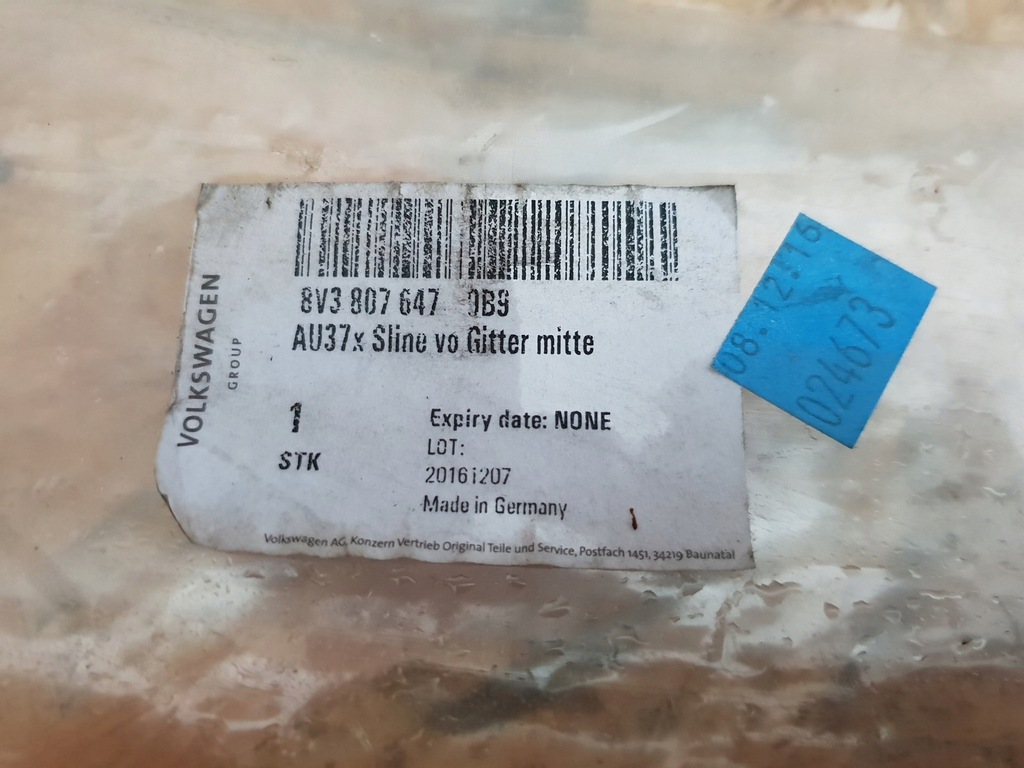 VOLKSWAGEN
GROUP
8V3 807 647 9B9
AU37x Sline vo Gitter mitte
1
STK
Expiry date: NONE
LOT:
20161207
Made in Germany
Volkswagen AG, Konzern Vertrieb Original Teile und Service, Postfach 1451, 34219 Baunatal
08.12.16
024673